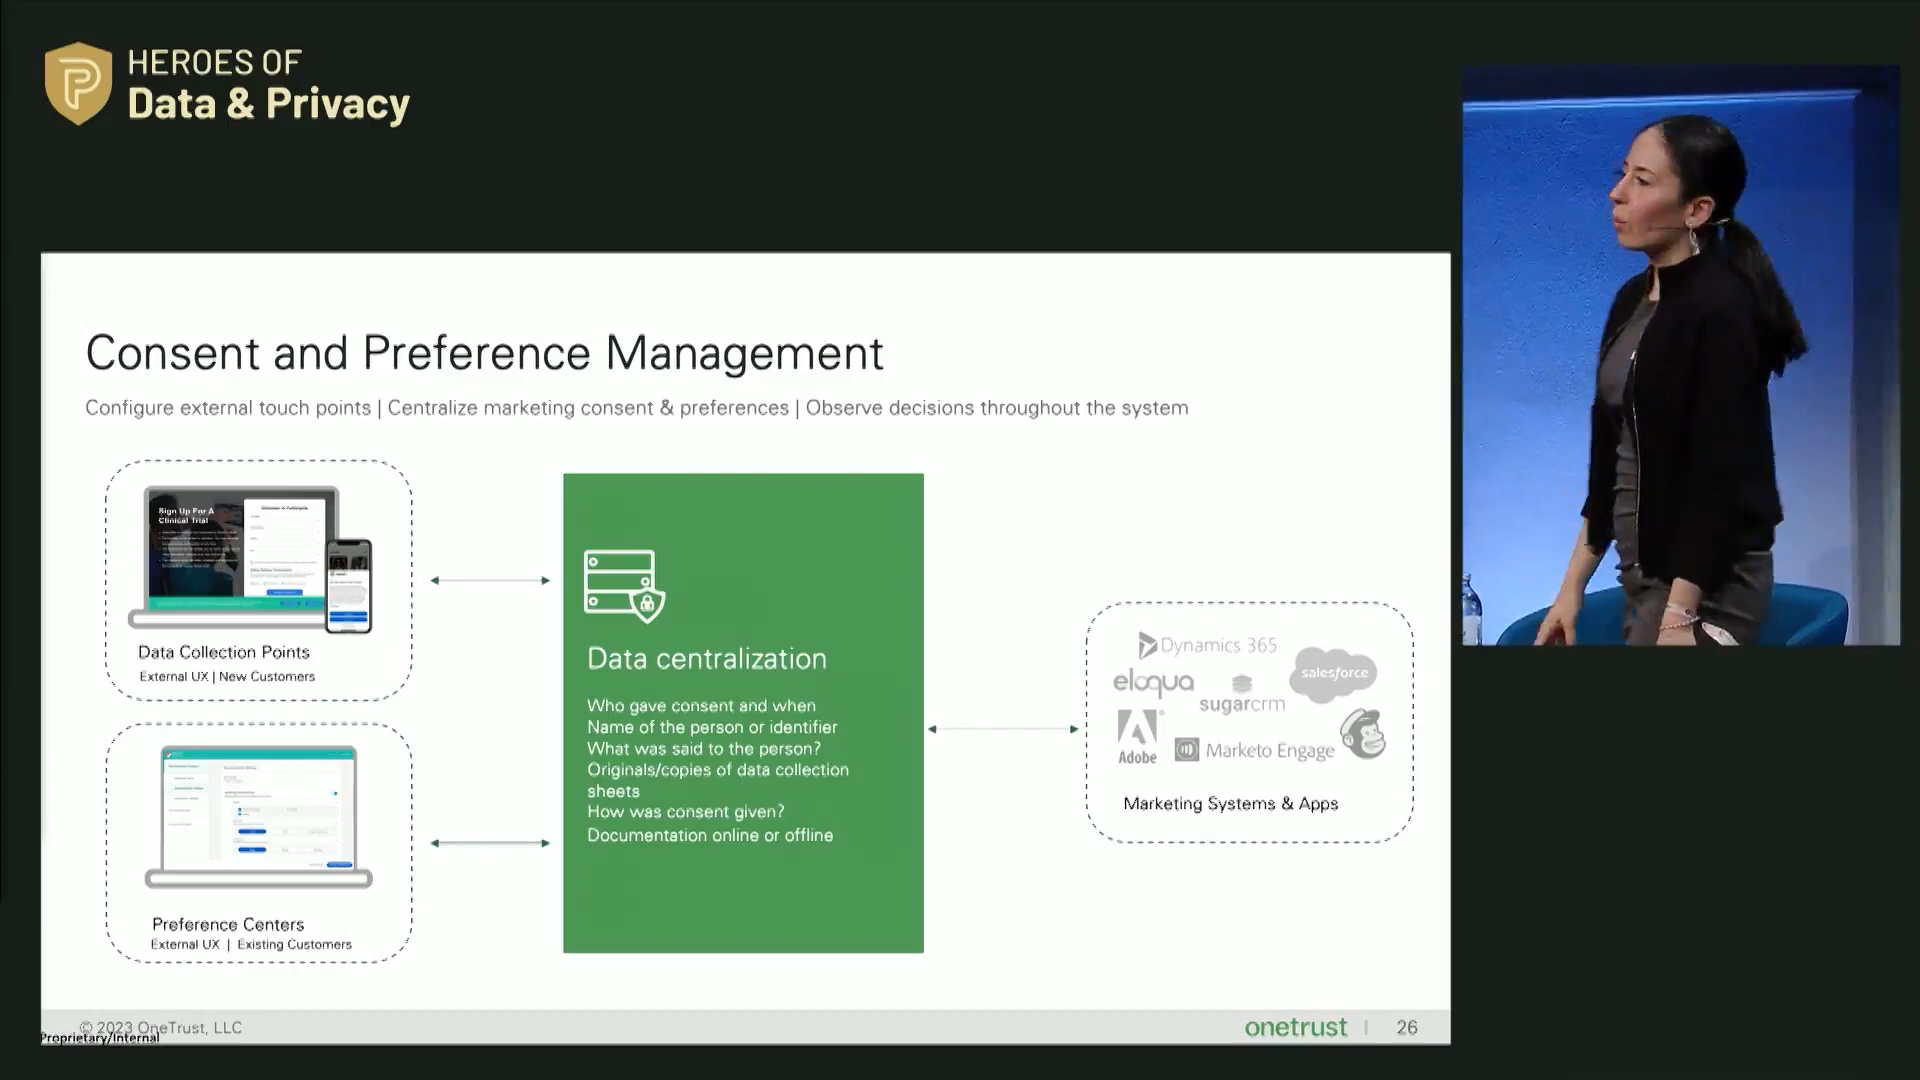 HEROES OF
Data & Privacy
Consent and Preference Management
Configure external touch points | Centralize marketing consent & preferences | Observe decisions throughout the system
Sign Up For A
Clinical Trial
Data Collection Points
External UX | New Customers
Preference Centers
External UX | Existing Customers
Data centralization
Who gave consent and when
Name of the person or identifier
What was said to the person?
Originals/copies of data collection
sheets
How was consent given?
Documentation online or offline
Dynamics 365
eloqua
salesforce
sugarcrm
Adobe
Marketo Engage
Marketing Systems & Apps
© 2023 OneTrust, LLC
Proprietary/Internal
onetrust | 26